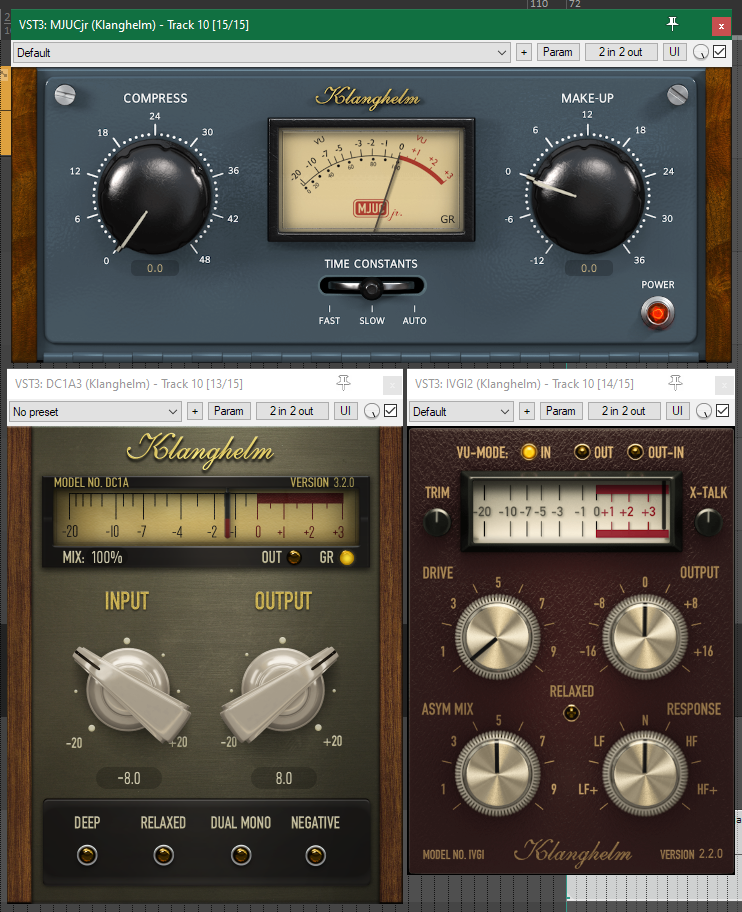 110 72
VST3: MJUCjr (Klanghelm) - Track 10 [15/15]
x
Default
+ Param 2 in 2 out UI
COMPRESS
Klanghelm
MAKE-UP
0 6 12 18 24 30 36 42 48
0.0
VU VU
-20 -10 -7 -5 -3 -2 -1 0 +1 +2 +3
0 20 40 60 80 100
MJUC jr.
GR
-12 -6 0 6 12 18 24 30 36
0.0
TIME CONSTANTS
FAST SLOW AUTO
POWER
VST3: DC1A3 (Klanghelm) - Track 10 [13/15]
x
No preset
+ Param 2 in 2 out UI
Klanghelm
MODEL NO. DC1A VERSION 3.2.0
-20 -10 -7 -4 -2 -1 0 +1 +2 +3
MIX: 100% OUT GR
INPUT OUTPUT
-20 +20 -20 +20
-8.0 8.0
DEEP RELAXED DUAL MONO NEGATIVE
VST3: IVGI2 (Klanghelm) - Track 10 [14/15]
x
Default
+ Param 2 in 2 out UI
VU-MODE: IN OUT OUT-IN
TRIM X-TALK
-20 -10 -7 -5 -3 -1 0 +1 +2 +3
DRIVE OUTPUT
1 3 5 7 9
-16 -8 0 +8 +16
RELAXED
ASYM MIX RESPONSE
1 3 5 7 9
LF+ LF N HF HF+
MODEL NO. IVGI Klanghelm VERSION 2.2.0